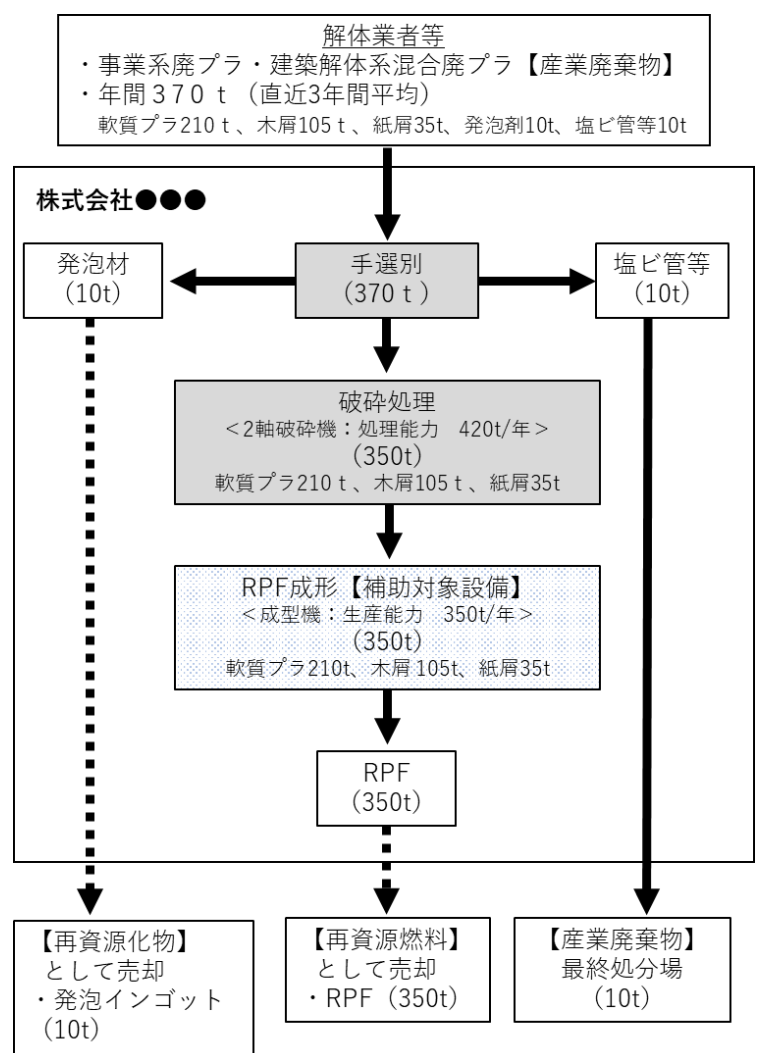 解体業者等
・事業系廃プラ・建築解体系混合廃プラ【産業廃棄物】
・年間３７０ｔ（直近3年間平均）
軟質プラ210ｔ、木屑105ｔ、紙屑35t、発泡剤10t、塩ビ管等10t
株式会社●●●
発泡材
(10t)
手選別
(370ｔ)
塩ビ管等
(10t)
破砕処理
＜2軸破砕機：処理能力　420t/年＞
(350t)
軟質プラ210ｔ、木屑105ｔ、紙屑35t
RPF成形【補助対象設備】
＜成型機：生産能力　350t/年＞
(350t)
軟質プラ210t、木屑105t、紙屑35t
RPF
(350t)
【再資源化物】
として売却
・発泡インゴット
(10t)
【再資源燃料】
として売却
・RPF（350t）
【産業廃棄物】
最終処分場
(10t)